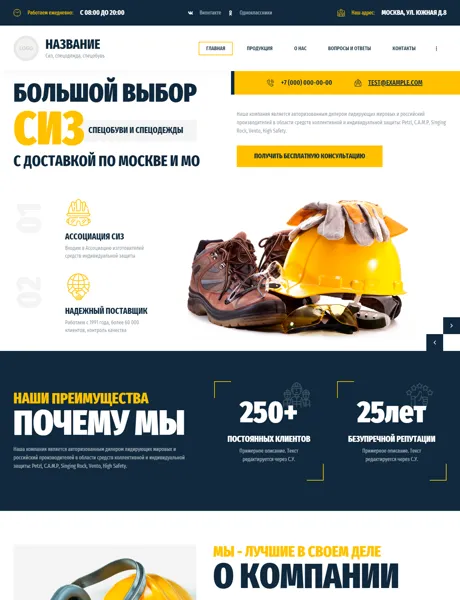 Работаем ежедневно: С 08:00 ДО 20:00
Вконтакте
Одноклассники
Наш адрес: МОСКВА, УЛ. ЮЖНАЯ Д.8
LOGO
НАЗВАНИЕ
Сиз, спецодежда, спецобувь
ГЛАВНАЯ
ПРОДУКЦИЯ
О НАС
ВОПРОСЫ И ОТВЕТЫ
КОНТАКТЫ
+7 (000) 000-00-00
TEST@EXAMPLE.COM
БОЛЬШОЙ ВЫБОР
СИЗ
СПЕЦОБУВИ И СПЕЦОДЕЖДЫ
С ДОСТАВКОЙ ПО МОСКВЕ И МО
Наша компания является авторизованным дилером лидирующих мировых и
российский производителей в области средств коллективной и индивидуальной
защиты: Petzl, C.A.M.P, Singing
Rock, Vento, High Safety.
ПОЛУЧИТЬ БЕСПЛАТНУЮ КОНСУЛЬТАЦИЮ
01
АССОЦИАЦИЯ СИЗ
Входим в Ассоциации изготовителей
средств индивидуальной защиты
02
НАДЕЖНЫЙ ПОСТАВЩИК
Работаем с 1991 года, более 60 000
клиентов, контроль качества
НАШИ ПРЕИМУЩЕСТВА
ПОЧЕМУ МЫ
Наша компания является авторизованным дилером лидирующих мировых и
российский производителей в области средств коллективной и индивидуальной
защиты: Petzl, C.A.M.P, Singing Rock, Vento, High Safety.
250+
ПОСТОЯННЫХ КЛИЕНТОВ
Примерное описание. Текст
редактируется через С.У.
25лет
БЕЗУПРЕЧНОЙ РЕПУТАЦИИ
Примерное описание. Текст
редактируется через С.У.
МЫ - ЛУЧШИЕ В СВОЕМ ДЕЛЕ
О КОМПАНИИ